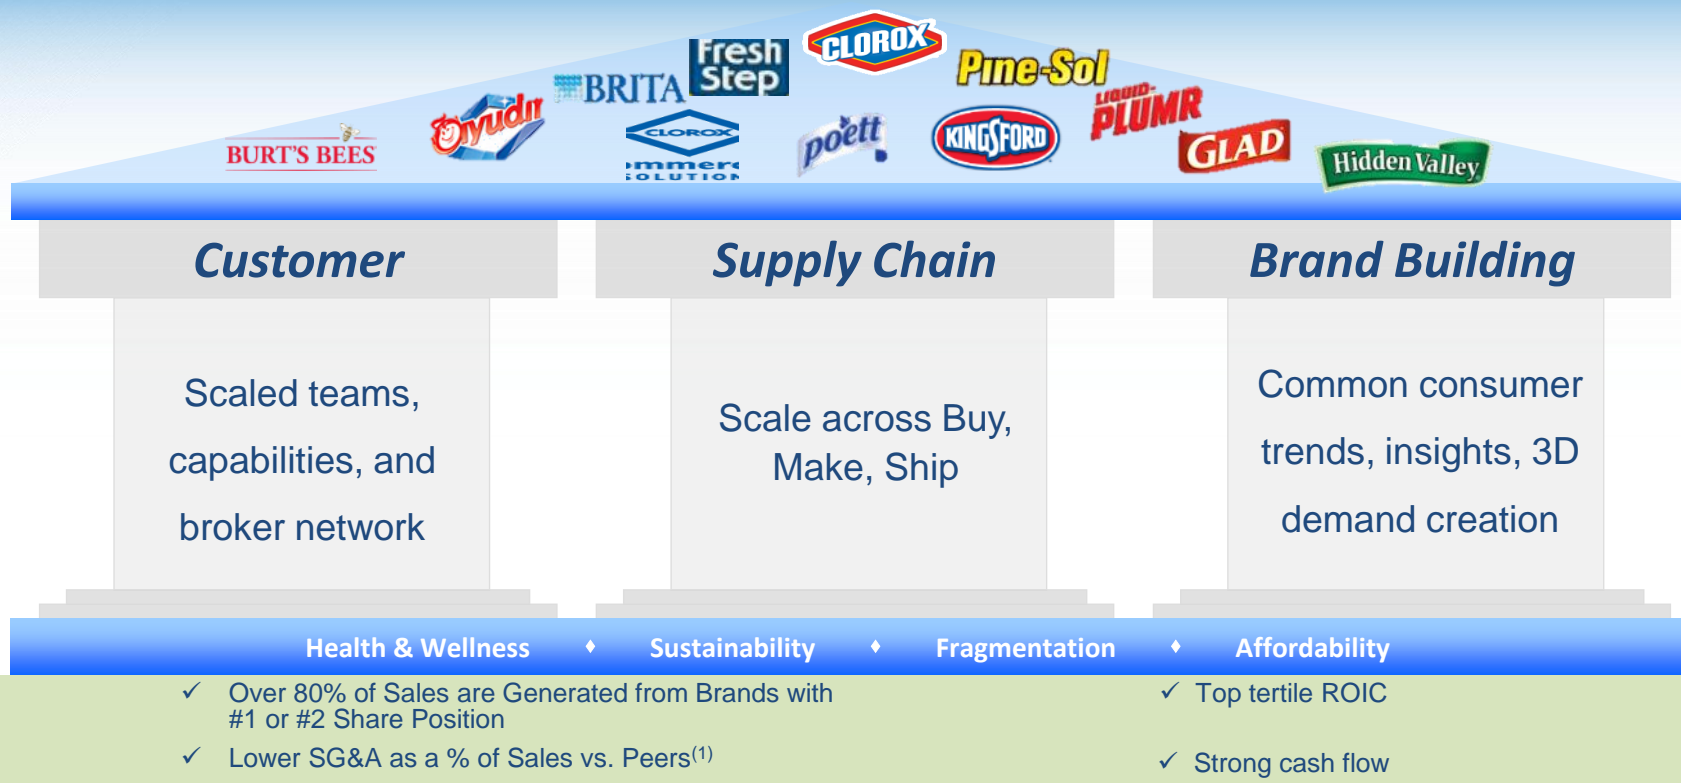 CLOROX
Fresh
Step
Pine-Sol
BRITA
LIQUID-
PLUMR
Ayudín
CLOROX
poett
KINGSFORD
GLAD
BURT'S BEES
Hidden Valley
Customer
Supply Chain
Brand Building
Scaled teams,
capabilities, and
broker network
Scale across Buy,
Make, Ship
Common consumer
trends, insights, 3D
demand creation
Health & Wellness ♦ Sustainability ♦ Fragmentation ♦ Affordability
✓ Over 80% of Sales are Generated from Brands with
#1 or #2 Share Position
✓ Lower SG&A as a % of Sales vs. Peers(1)
✓ Top tertile ROIC
✓ Strong cash flow